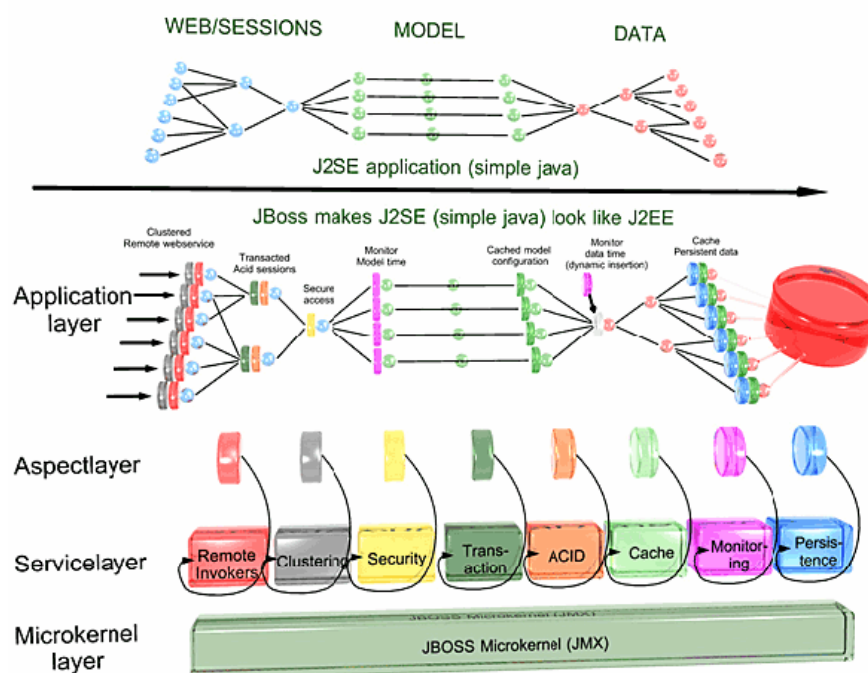 WEB/SESSIONS MODEL DATA
J2SE application (simple java)
JBoss makes J2SE (simple java) look like J2EE
Clustered
Remote webservice
Transacted
Acid sessions
Secure
access
Monitor
Model time
Cached model
configuration
Monitor
data time
(dynamic insertion)
Cache
Persistent data
Application
layer
Aspectlayer
Servicelayer
Remote
Invokers
Clustering
Security
Trans-
action
ACID
Cache
Monitor-
ing
Persis-
tence
Microkernel
layer
JBOSS Microkernel (JMX)
JBOSS Microkernel (JMX)